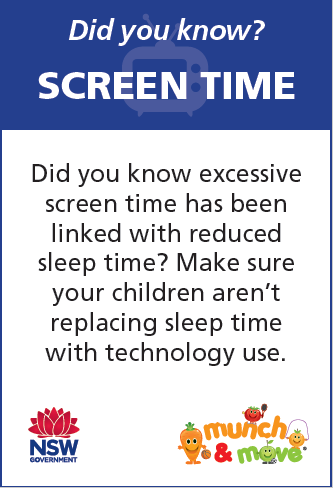 Did you know?
SCREEN TIME
Did you know excessive
screen time has been
linked with reduced
sleep time? Make sure
your children aren’t
replacing sleep time
with technology use.
NSW
GOVERNMENT
munch
& move